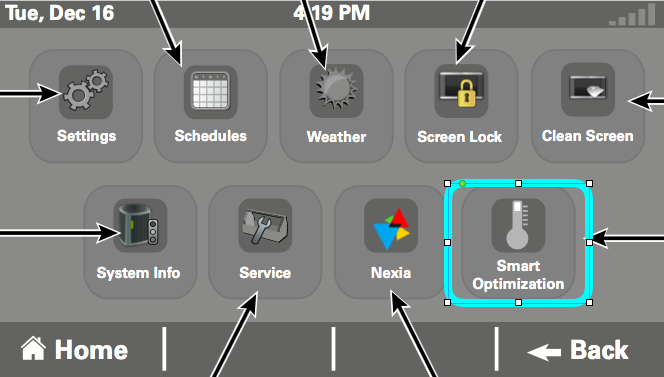 Tue, Dec 16 4:19 PM
Settings Schedules Weather Screen Lock Clean Screen
System Info Service Nexia Smart
Optimization
Home Back